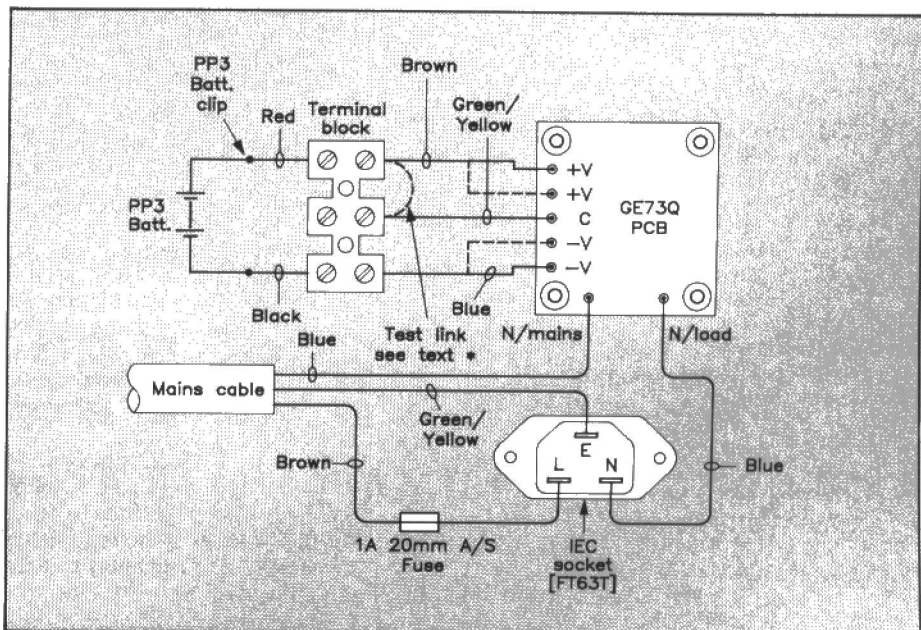 PP3
Batt.
clip
Red
Terminal
block
Brown
Green/
Yellow
+V
+V
C
-V
-V
GE73Q
PCB
PP3
Batt.
Black
Blue
Test link
see text *
Blue
N/mains
N/load
Mains cable
Green/
Yellow
Brown
E
L
N
Blue
1A 20mm A/S
Fuse
IEC
socket
[FT63T]